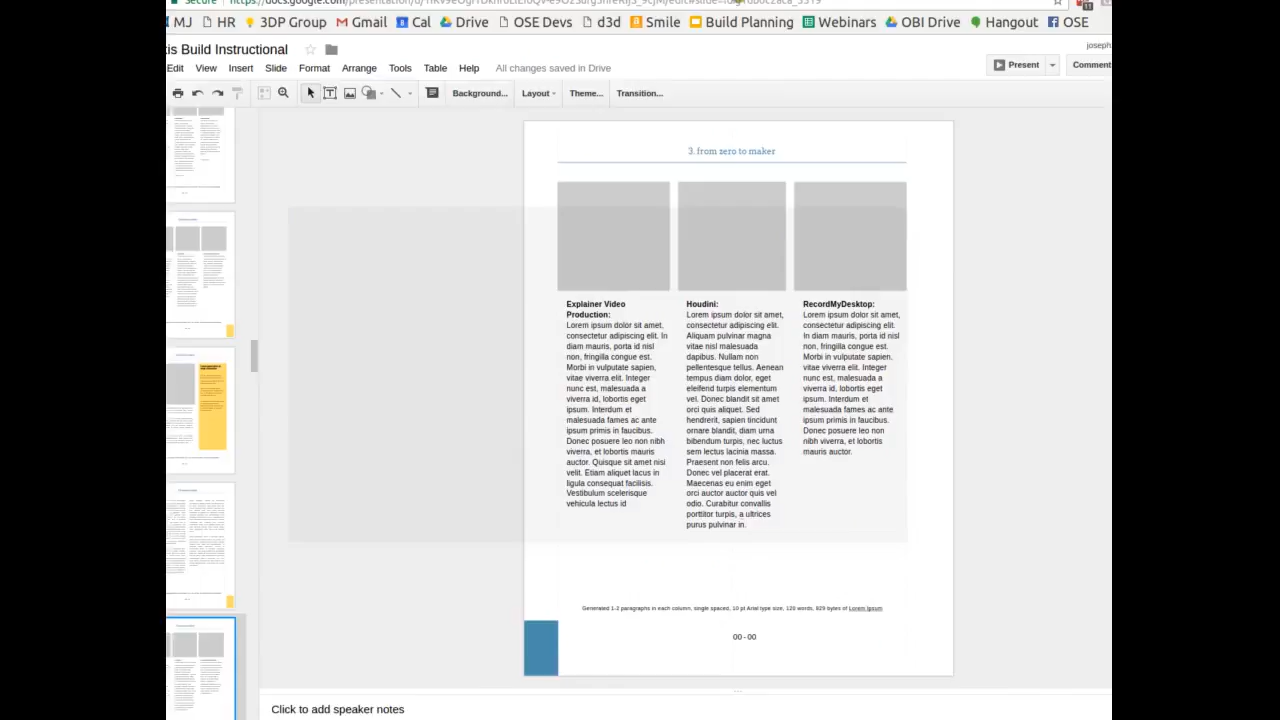 MJ HR 3DP Group Gmail Cal Drive OSE Devs d3d Smile Build Planning Webinars OBI Drive Hangout OSE
is Build Instructional
joseph
Edit View Insert Slide Format Arrange Tools Table Help All changes saved in Drive
Present Comment
Background... Layout Theme... Transition...
3. from zero to maker
Explainer Video
Production:
Lorem ipsum dolor sit amet,
consectetur adipiscing elit. In
diam mauris, porta id nisl
non, fringilla congue est.
Morbi in vulputate sapien,
vitae viverra elit. Integer
nunc est, malesuada a
viverra id, lobortis eget
ipsum. Interdum et
malesuada fames ac ante
ipsum primis in faucibus.
Donec posuere leo non nibh
viverra, et lobortis mauris
auctor. Quisque sit amet nisi
velit. Etiam aliquet lacus in
ligula consequat facilisis.
Vestibulum scelerisque
vehicula lectus id
Houdini:
Lorem ipsum dolor sit amet,
consectetur adipiscing elit.
Aliquam pulvinar magna
vitae nisl malesuada
dapibus. Nullam non
pellentesque tellus. Aenean
tempus diam dolor, eget
eleifend turpis elementum
vel. Donec blandit sit amet
orci quis aliquet. Sed
hendrerit, sapien tincidunt
ornare blandit, diam urna
bibendum turpis, nec luctus
sem lectus lacinia massa.
Praesent non felis arcu.
Donec vel placerat erat.
Maecenas eu enim eget
orci auctor auctor quis vel
odio. Curabitur convallis
porttitor turpis, a ultrices
purus pulvinar in.
RecordMyDesktop:
Lorem ipsum dolor sit amet,
consectetur adipiscing elit.
In diam mauris, porta id nisl
non, fringilla congue est.
Morbi in vulputate sapien,
vitae viverra elit. Integer
nunc est, malesuada a
viverra id, lobortis eget
ipsum. Interdum et
malesuada fames ac ante
ipsum primis in faucibus.
Donec posuere leo non
nibh viverra, et lobortis
mauris auctor.
Generated 1-2 paragraphs in each column, single spaced, 10 pt Arial type size, 120 words, 829 bytes of Lorem Ipsum
00 - 00
Click to add speaker notes